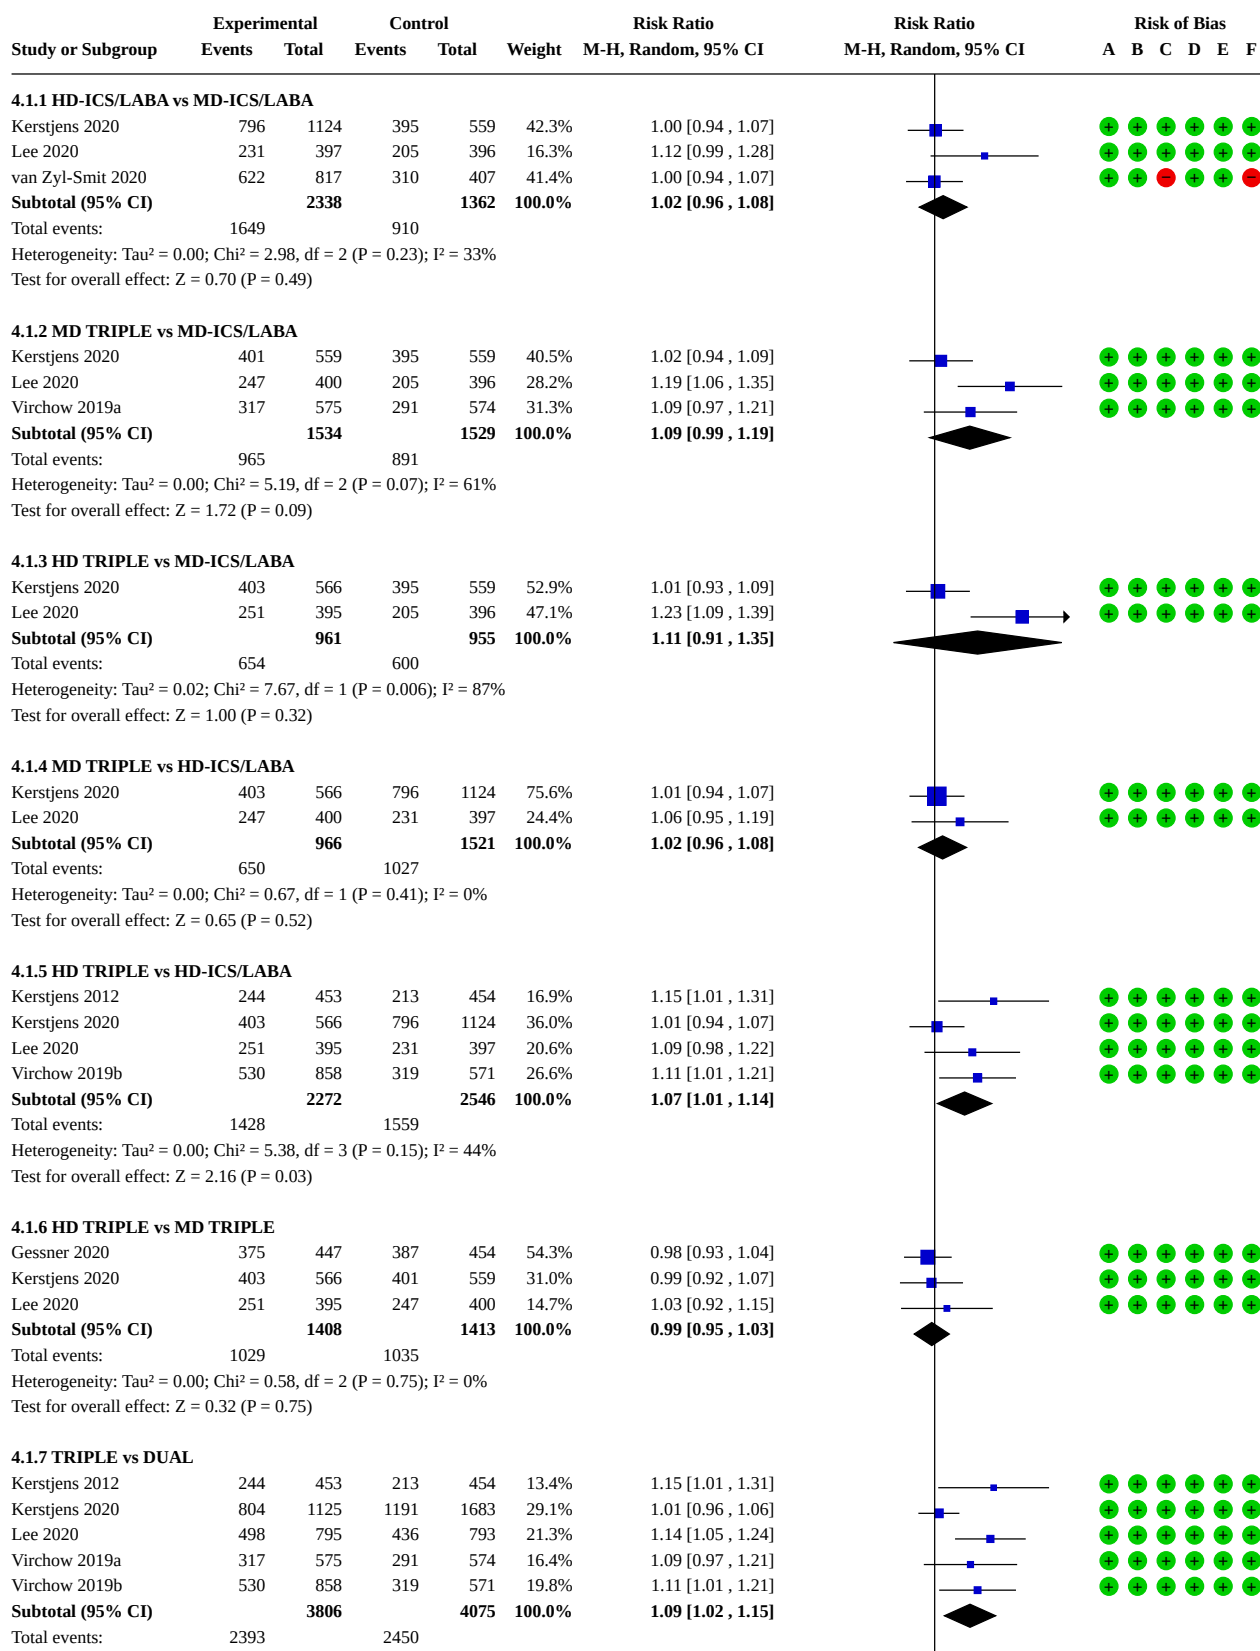 Experimental Control Risk Ratio Risk Ratio Risk of Bias
Study or Subgroup Events Total Events Total Weight M-H, Random, 95% CI M-H, Random, 95% CI A B C D E F
4.1.1 HD-ICS/LABA vs MD-ICS/LABA
Kerstjens 2020 796 1124 395 559 42.3% 1.00 [0.94 , 1.07] + + + + + +
Lee 2020 231 397 205 396 16.3% 1.12 [0.99 , 1.28] + + + + + +
van Zyl-Smit 2020 622 817 310 407 41.4% 1.00 [0.94 , 1.07] + + − + + −
Subtotal (95% CI) 2338 1362 100.0% 1.02 [0.96 , 1.08]
Total events: 1649 910
Heterogeneity: Tau² = 0.00; Chi² = 2.98, df = 2 (P = 0.23); I² = 33%
Test for overall effect: Z = 0.70 (P = 0.49)
4.1.2 MD TRIPLE vs MD-ICS/LABA
Kerstjens 2020 401 559 395 559 40.5% 1.02 [0.94 , 1.09] + + + + + +
Lee 2020 247 400 205 396 28.2% 1.19 [1.06 , 1.35] + + + + + +
Virchow 2019a 317 575 291 574 31.3% 1.09 [0.97 , 1.21] + + + + + +
Subtotal (95% CI) 1534 1529 100.0% 1.09 [0.99 , 1.19]
Total events: 965 891
Heterogeneity: Tau² = 0.00; Chi² = 5.19, df = 2 (P = 0.07); I² = 61%
Test for overall effect: Z = 1.72 (P = 0.09)
4.1.3 HD TRIPLE vs MD-ICS/LABA
Kerstjens 2020 403 566 395 559 52.9% 1.01 [0.93 , 1.09] + + + + + +
Lee 2020 251 395 205 396 47.1% 1.23 [1.09 , 1.39] + + + + + +
Subtotal (95% CI) 961 955 100.0% 1.11 [0.91 , 1.35]
Total events: 654 600
Heterogeneity: Tau² = 0.02; Chi² = 7.67, df = 1 (P = 0.006); I² = 87%
Test for overall effect: Z = 1.00 (P = 0.32)
4.1.4 MD TRIPLE vs HD-ICS/LABA
Kerstjens 2020 403 566 796 1124 75.6% 1.01 [0.94 , 1.07] + + + + + +
Lee 2020 247 400 231 397 24.4% 1.06 [0.95 , 1.19] + + + + + +
Subtotal (95% CI) 966 1521 100.0% 1.02 [0.96 , 1.08]
Total events: 650 1027
Heterogeneity: Tau² = 0.00; Chi² = 0.67, df = 1 (P = 0.41); I² = 0%
Test for overall effect: Z = 0.65 (P = 0.52)
4.1.5 HD TRIPLE vs HD-ICS/LABA
Kerstjens 2012 244 453 213 454 16.9% 1.15 [1.01 , 1.31] + + + + + +
Kerstjens 2020 403 566 796 1124 36.0% 1.01 [0.94 , 1.07] + + + + + +
Lee 2020 251 395 231 397 20.6% 1.09 [0.98 , 1.22] + + + + + +
Virchow 2019b 530 858 319 571 26.6% 1.11 [1.01 , 1.21] + + + + + +
Subtotal (95% CI) 2272 2546 100.0% 1.07 [1.01 , 1.14]
Total events: 1428 1559
Heterogeneity: Tau² = 0.00; Chi² = 5.38, df = 3 (P = 0.15); I² = 44%
Test for overall effect: Z = 2.16 (P = 0.03)
4.1.6 HD TRIPLE vs MD TRIPLE
Gessner 2020 375 447 387 454 54.3% 0.98 [0.93 , 1.04] + + + + + +
Kerstjens 2020 403 566 401 559 31.0% 0.99 [0.92 , 1.07] + + + + + +
Lee 2020 251 395 247 400 14.7% 1.03 [0.92 , 1.15] + + + + + +
Subtotal (95% CI) 1408 1413 100.0% 0.99 [0.95 , 1.03]
Total events: 1029 1035
Heterogeneity: Tau² = 0.00; Chi² = 0.58, df = 2 (P = 0.75); I² = 0%
Test for overall effect: Z = 0.32 (P = 0.75)
4.1.7 TRIPLE vs DUAL
Kerstjens 2012 244 453 213 454 13.4% 1.15 [1.01 , 1.31] + + + + + +
Kerstjens 2020 804 1125 1191 1683 29.1% 1.01 [0.96 , 1.06] + + + + + +
Lee 2020 498 795 436 793 21.3% 1.14 [1.05 , 1.24] + + + + + +
Virchow 2019a 317 575 291 574 16.4% 1.09 [0.97 , 1.21] + + + + + +
Virchow 2019b 530 858 319 571 19.8% 1.11 [1.01 , 1.21] + + + + + +
Subtotal (95% CI) 3806 4075 100.0% 1.09 [1.02 , 1.15]
Total events: 2393 2450